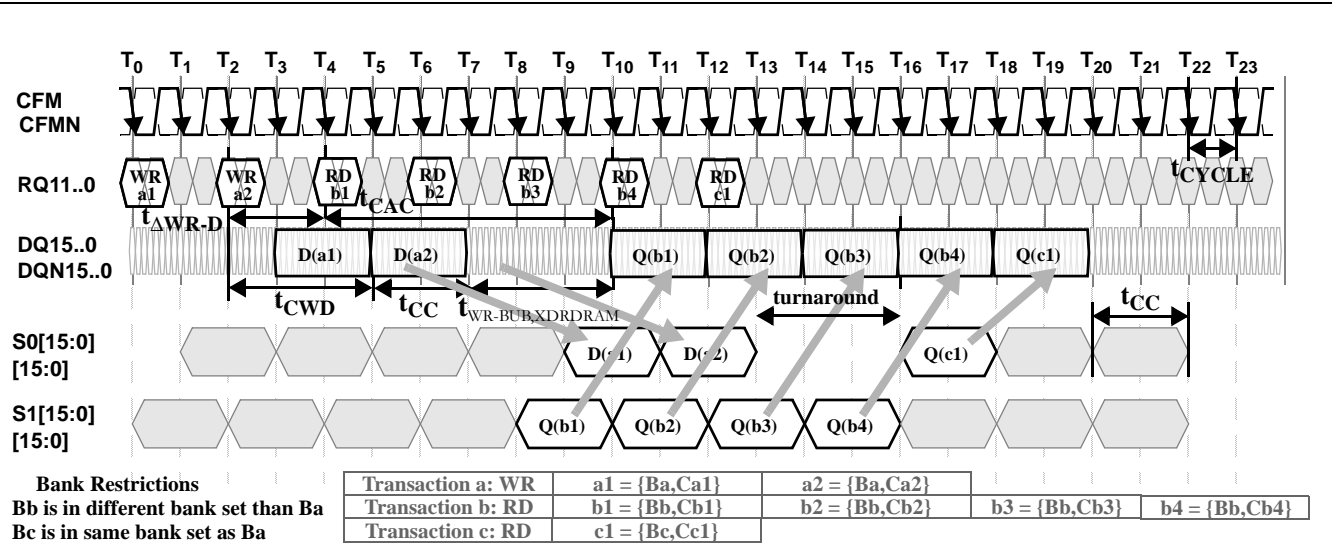 T0 T1 T2 T3 T4 T5 T6 T7 T8 T9 T10 T11 T12 T13 T14 T15 T16 T17 T18 T19 T20 T21 T22 T23
CFM
CFMN
RQ11..0
WR a1 WR a2 RD b1 RD b2 RD b3 RD b4 RD c1
tCYCLE
tΔWR-D tCAC
DQ15..0
DQN15..0
D(a1) D(a2) Q(b1) Q(b2) Q(b3) Q(b4) Q(c1)
tCWD tCC tWR-BUB,XDRDRAM turnaround tCC
S0[15:0]
[15:0]
D(a1) D(a2) Q(c1)
S1[15:0]
[15:0]
Q(b1) Q(b2) Q(b3) Q(b4)
Bank Restrictions
Bb is in different bank set than Ba
Bc is in same bank set as Ba
Transaction a: WR a1 = {Ba,Ca1} a2 = {Ba,Ca2}
Transaction b: RD b1 = {Bb,Cb1} b2 = {Bb,Cb2} b3 = {Bb,Cb3} b4 = {Bb,Cb4}
Transaction c: RD c1 = {Bc,Cc1}